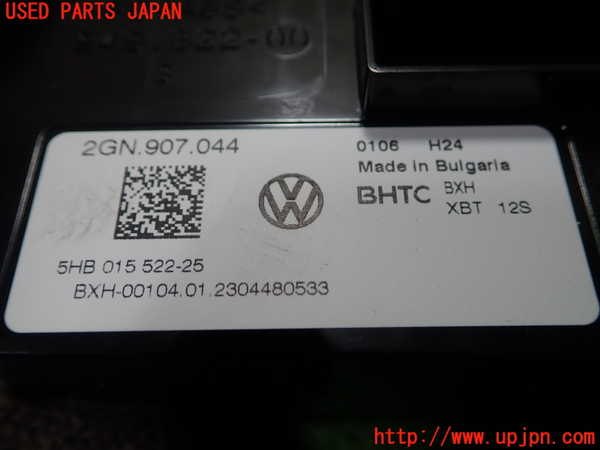 USED PARTS JAPAN
2GN.907.044
0106 H24
Made in Bulgaria
BHTC BXH
XBT 12S
5HB 015 522-25
BXH-00104.01.2304480533
http://www.upjpn.com/